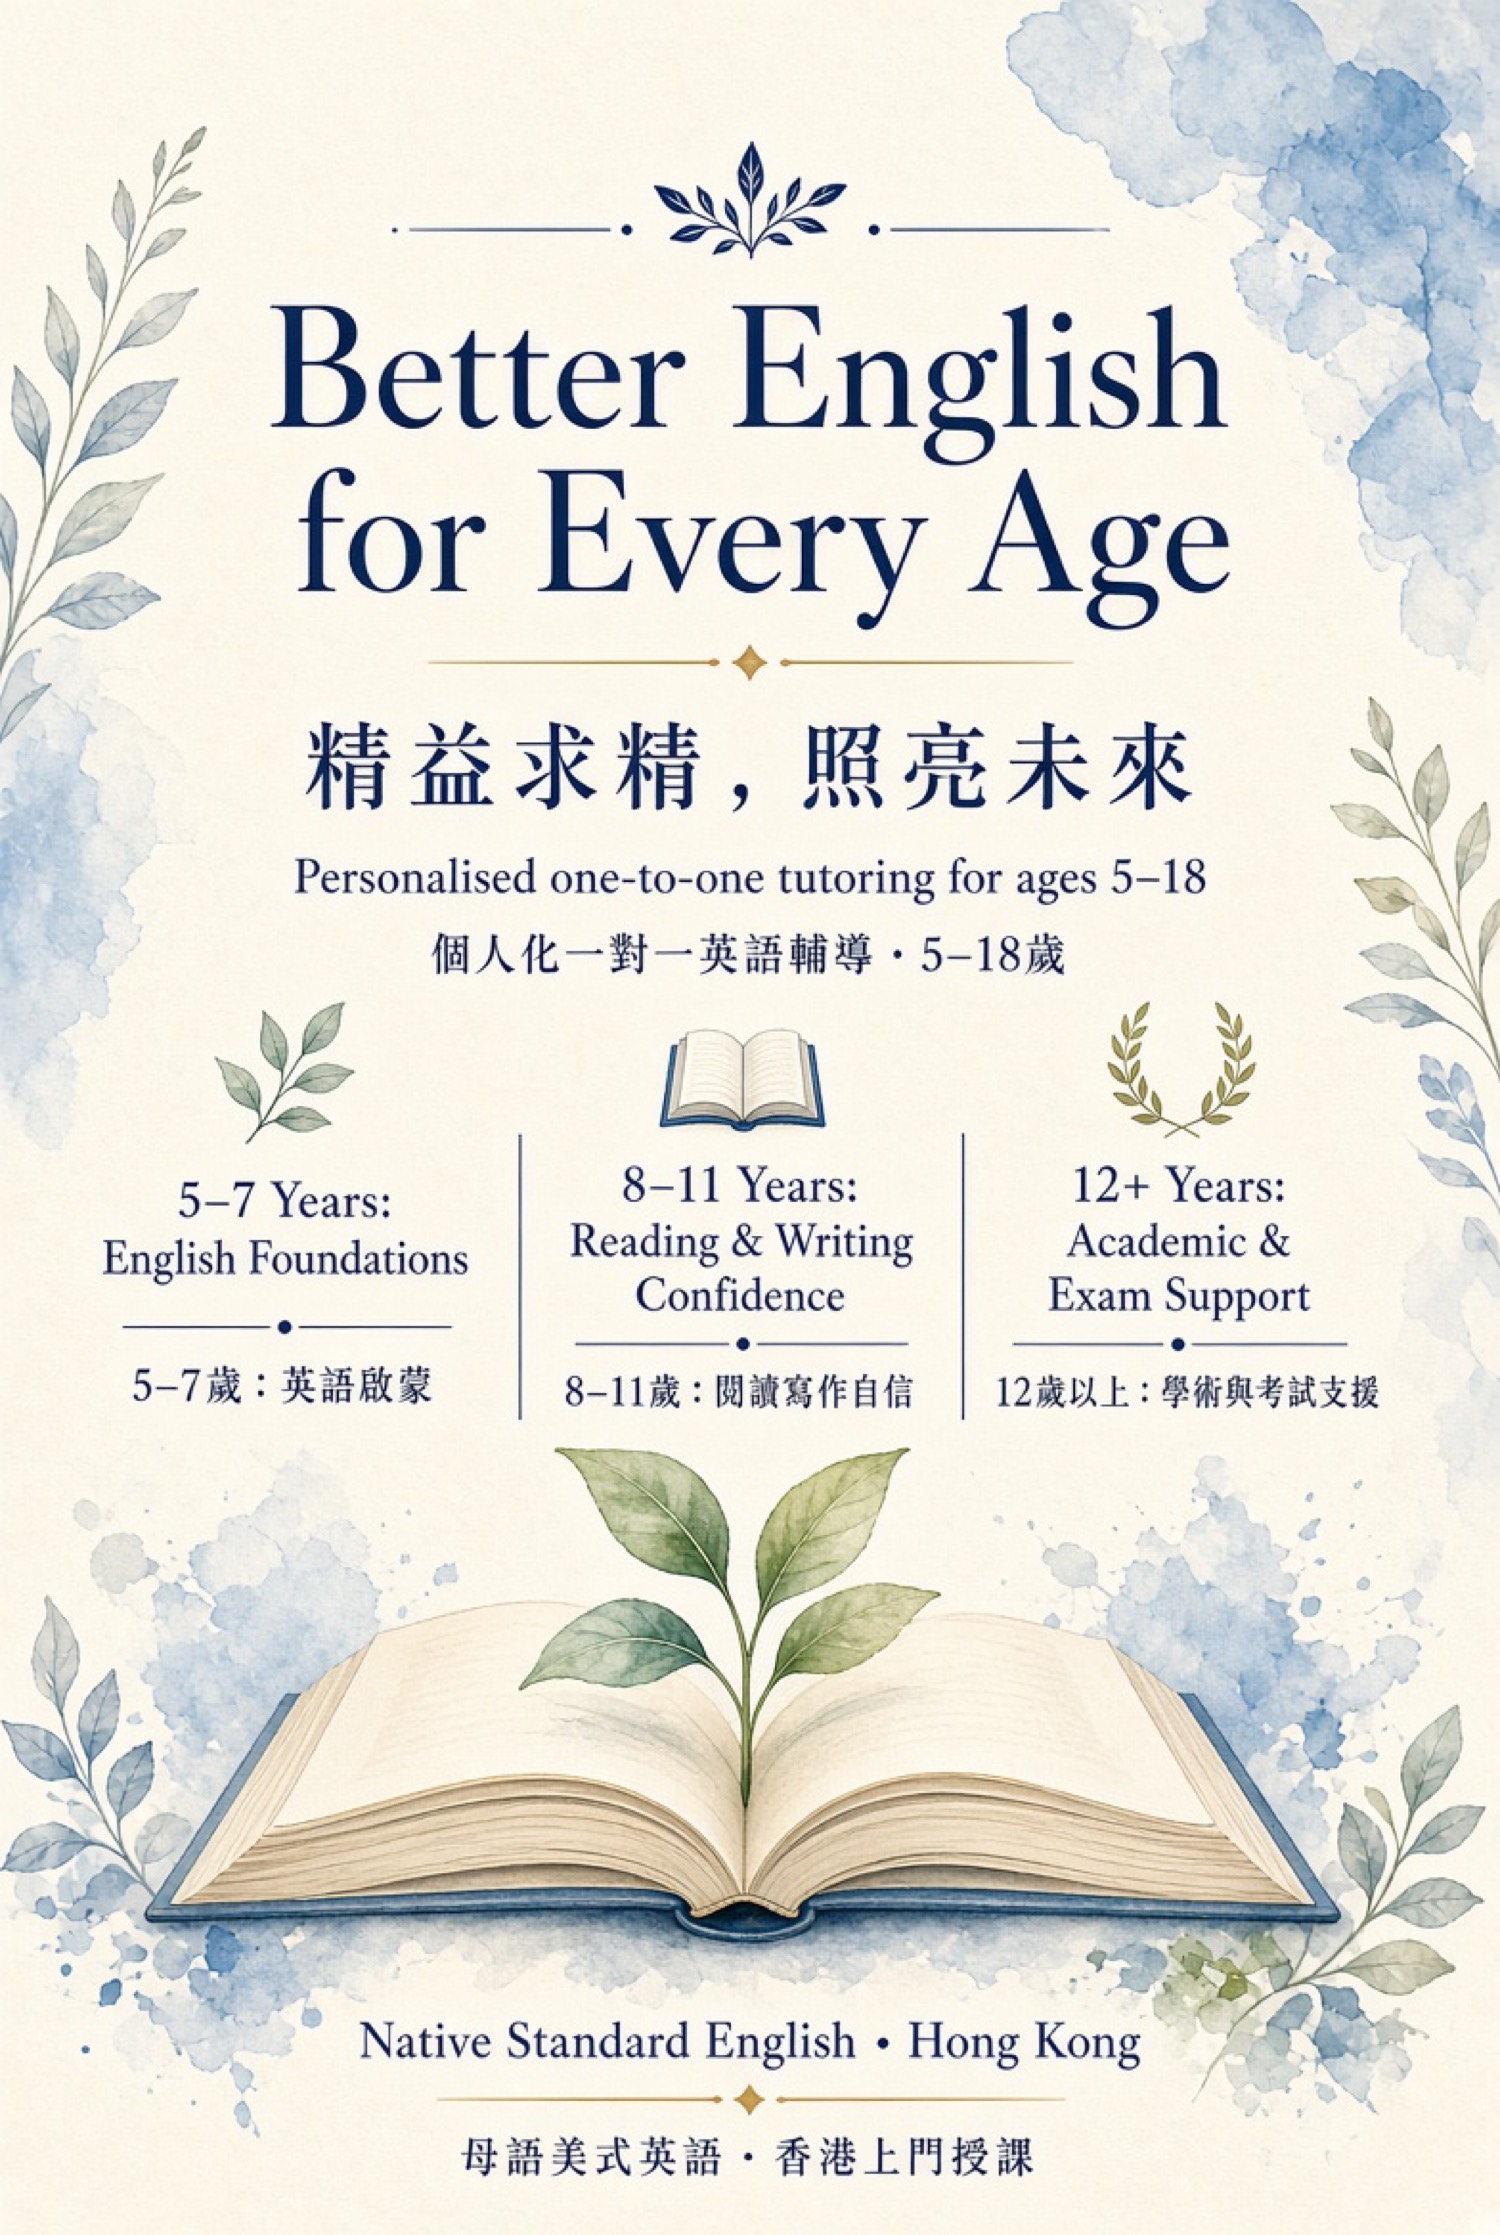 Better English
for Every Age
精益求精，照亮未來
Personalised one-to-one tutoring for ages 5–18
個人化一對一英語輔導・5–18歲
5–7 Years:
English Foundations
5–7歲：英語啟蒙
8–11 Years:
Reading & Writing
Confidence
8–11歲：閱讀寫作自信
12+ Years:
Academic &
Exam Support
12歲以上：學術與考試支援
Native Standard English • Hong Kong
母語美式英語・香港上門授課